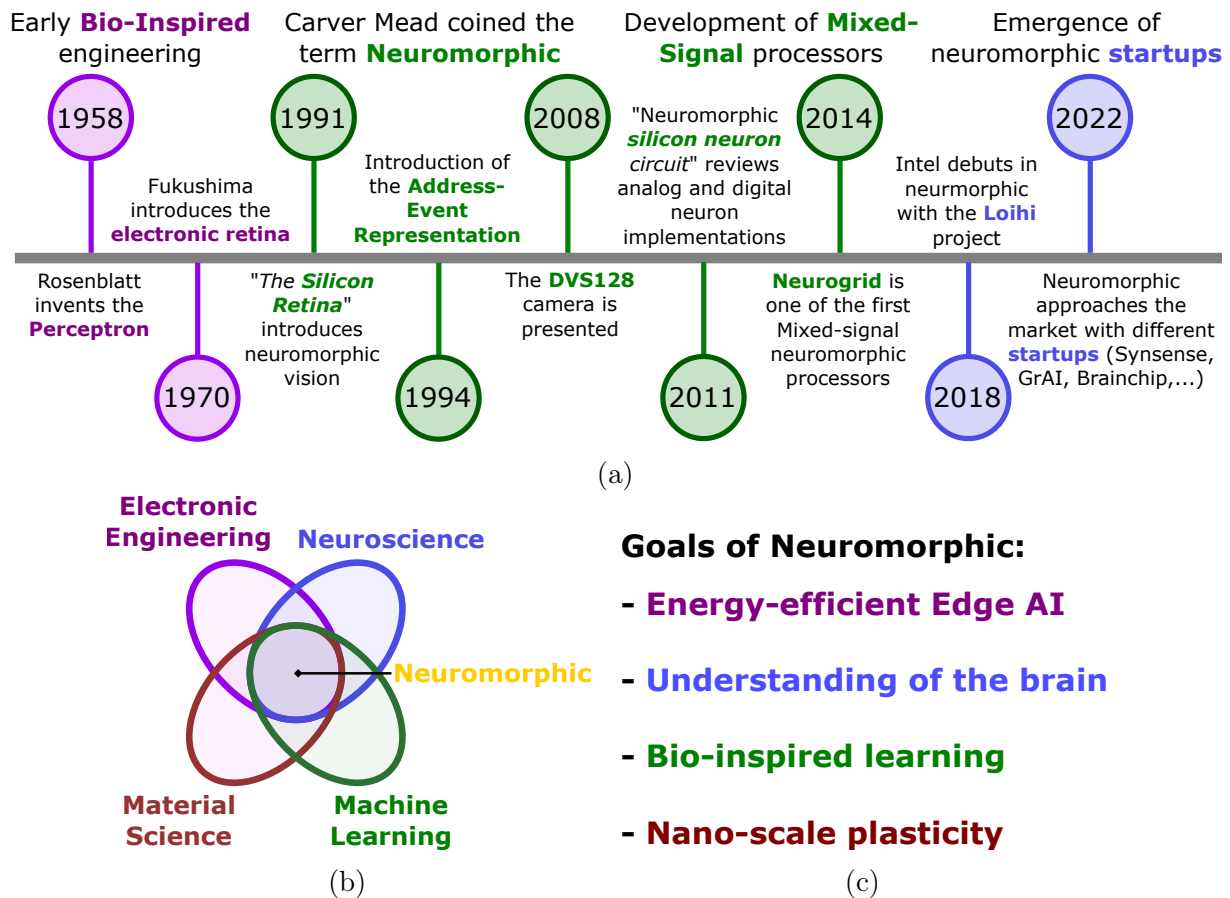 Early Bio-Inspired
engineering
Carver Mead coined the
term Neuromorphic
Development of Mixed-
Signal processors
Emergence of
neuromorphic startups
1958
1991
2008
2014
2022
Fukushima
introduces the
electronic retina
Introduction of
the Address-
Event
Representation
"Neuromorphic
silicon neuron
circuit" reviews
analog and digital
neuron
implementations
Intel debuts in
neurmorphic
with the Loihi
project
Rosenblatt
invents the
Perceptron
"The Silicon
Retina"
introduces
neuromorphic
vision
The DVS128
camera is
presented
Neurogrid is
one of the first
Mixed-signal
neuromorphic
processors
Neuromorphic
approaches the
market with different
startups (Synsense,
GrAI, Brainchip,...)
1970
1994
2011
2018
(a)
Electronic
Engineering
Neuroscience
Neuromorphic
Material
Science
Machine
Learning
(b)
Goals of Neuromorphic:
- Energy-efficient Edge AI
- Understanding of the brain
- Bio-inspired learning
- Nano-scale plasticity
(c)